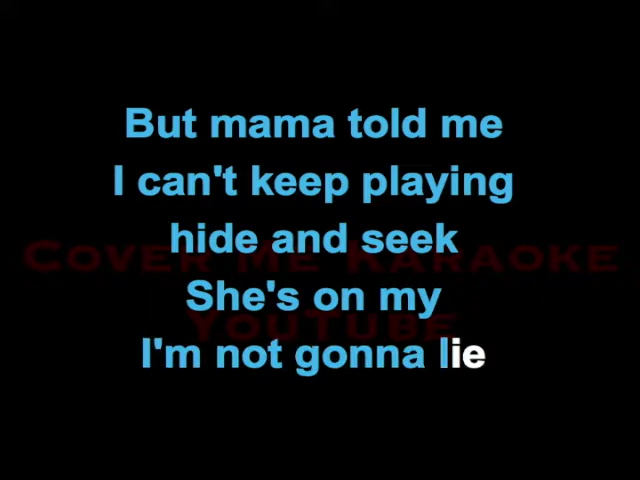 But mama told me
I can't keep playing
hide and seek
COVER ME KARAOKE
She's on my
YOUTUBE
I'm not gonna lie